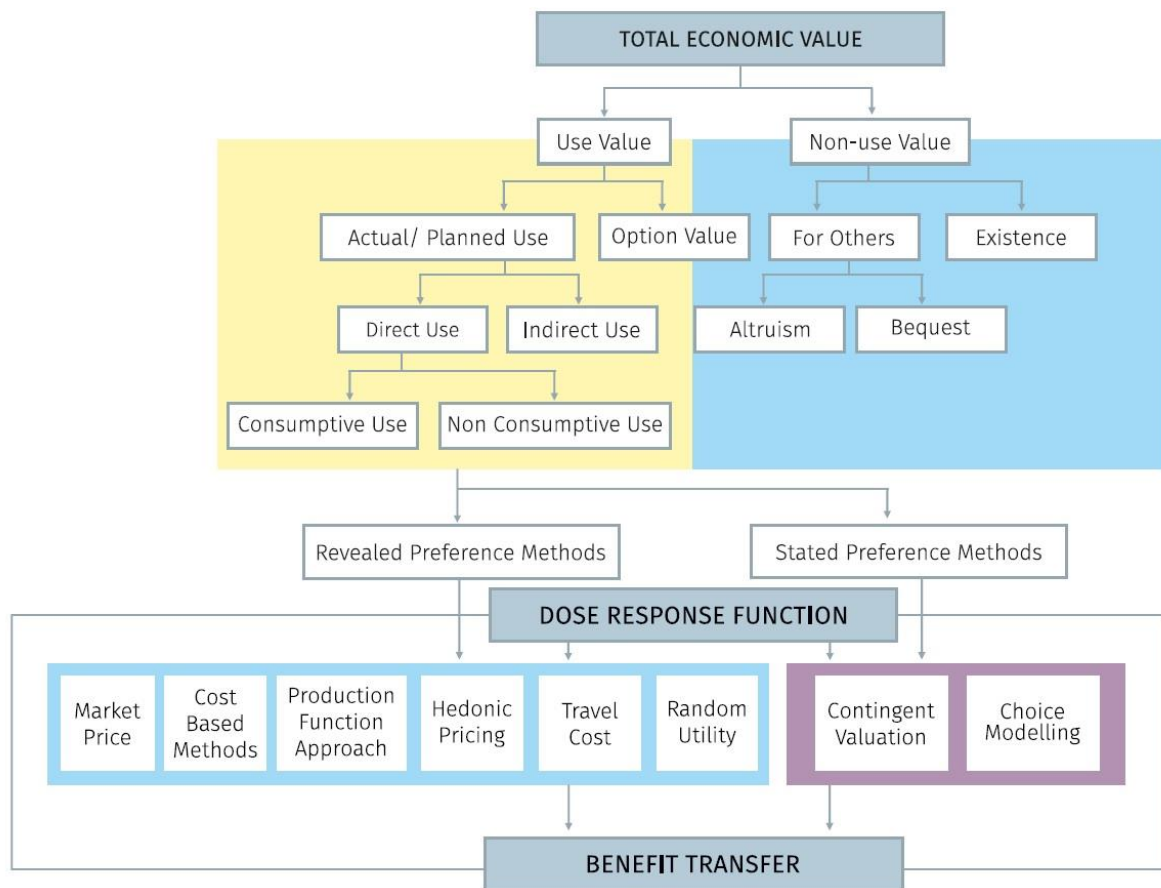 TOTAL ECONOMIC VALUE
Use Value
Non-use Value
Actual/ Planned Use
Option Value
For Others
Existence
Direct Use
Indirect Use
Altruism
Bequest
Consumptive Use
Non Consumptive Use
Revealed Preference Methods
Stated Preference Methods
DOSE RESPONSE FUNCTION
Market
Price
Cost
Based
Methods
Production
Function
Approach
Hedonic
Pricing
Travel
Cost
Random
Utility
Contingent
Valuation
Choice
Modelling
BENEFIT TRANSFER